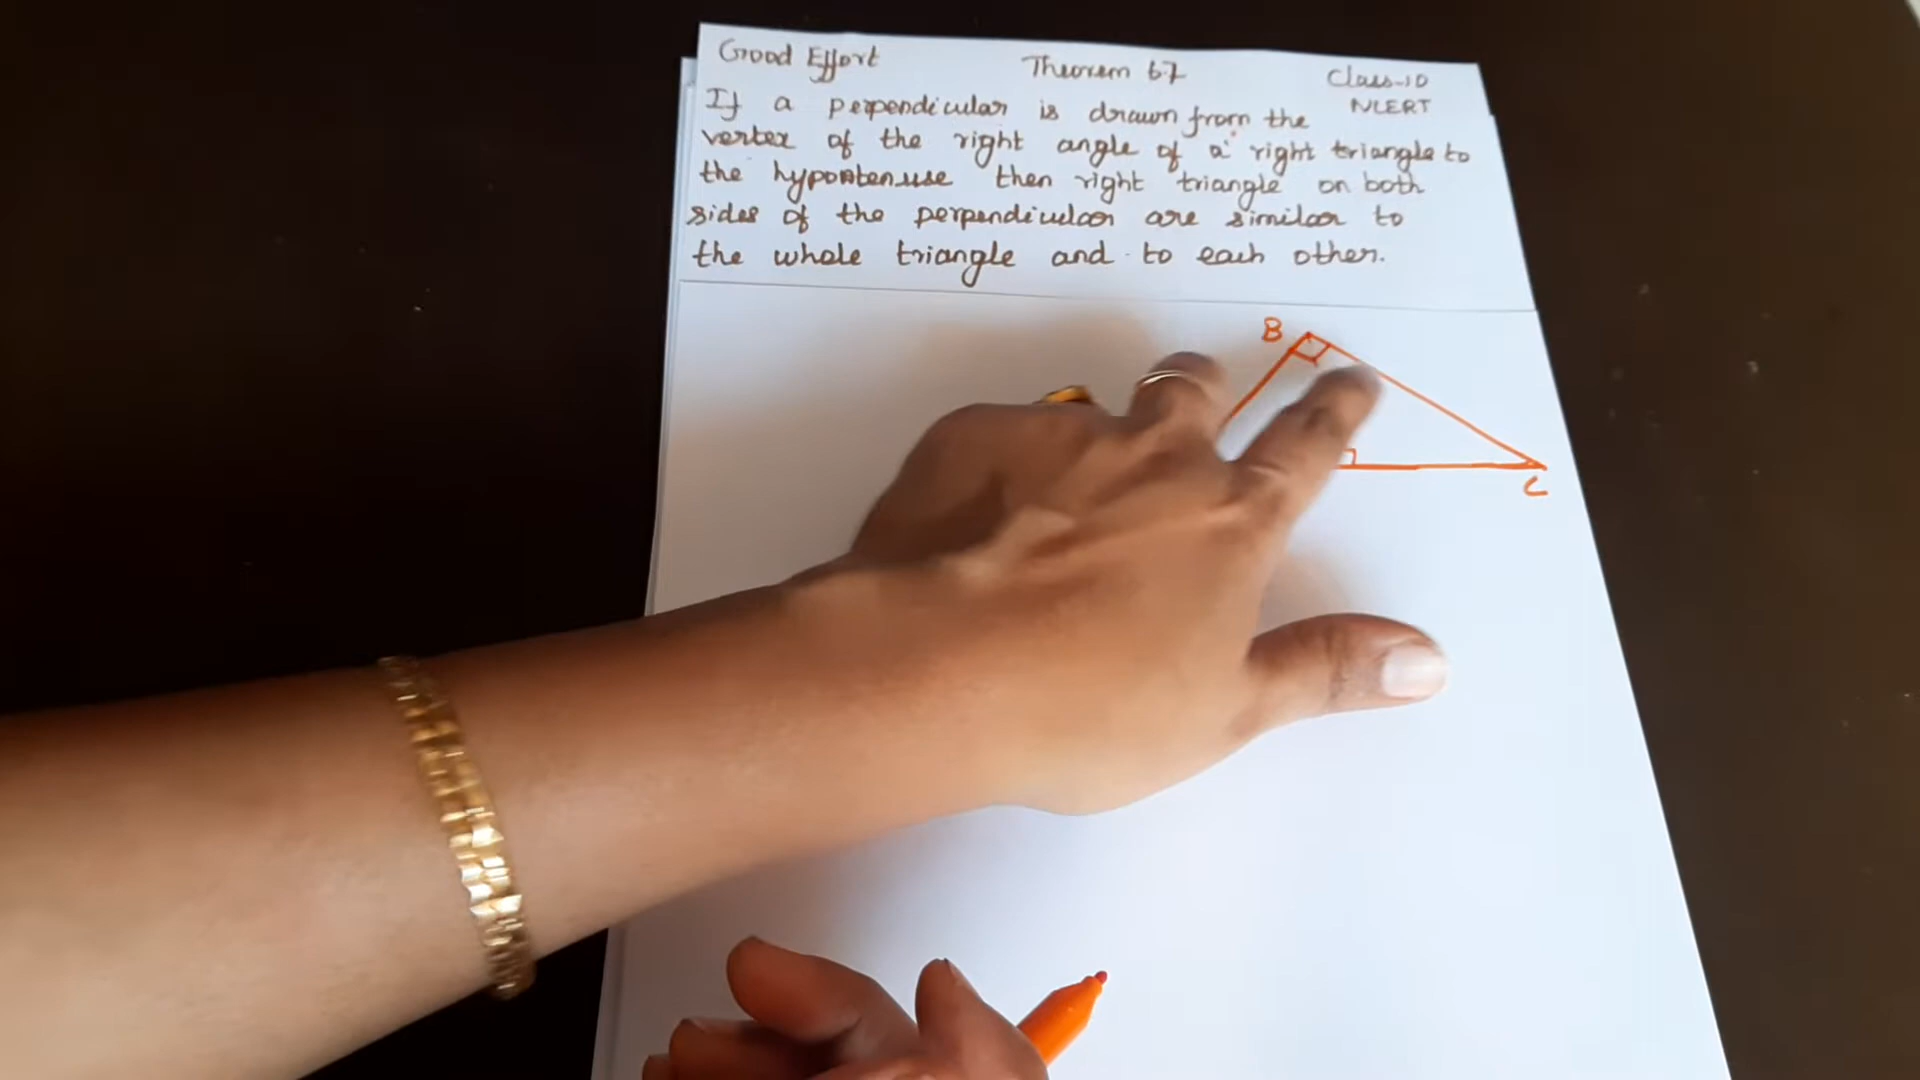 Good Effort Theorem 6.7 Class-10
NCERT
If a perpendicular is drawn from the
vertex of the right angle of a right triangle to
the hypontenuse then right triangle on both
sides of the perpendicular are similar to
the whole triangle and to each other.
B
C